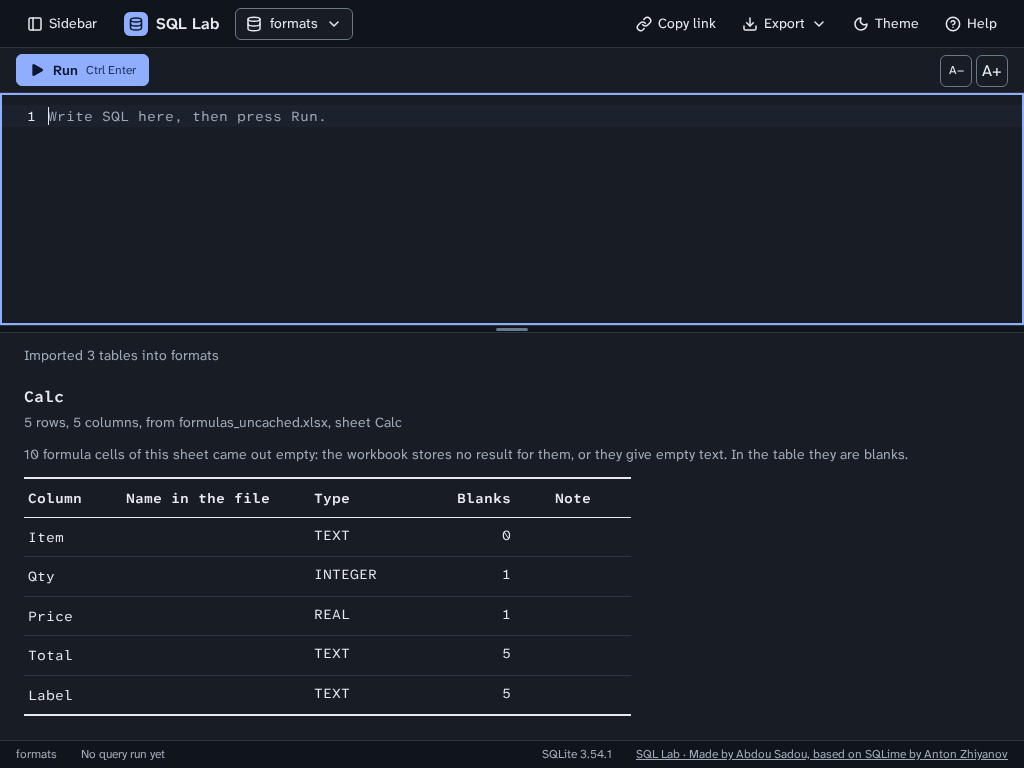 Sidebar SQL Lab formats Copy link Export Theme Help
Run Ctrl Enter A− A+
1 Write SQL here, then press Run.
Imported 3 tables into formats
Calc
5 rows, 5 columns, from formulas_uncached.xlsx, sheet Calc
10 formula cells of this sheet came out empty: the workbook stores no result for them, or they give empty text. In the table they are blanks.
Column Name in the file Type Blanks Note
Item TEXT 0
Qty INTEGER 1
Price REAL 1
Total TEXT 5
Label TEXT 5
formats No query run yet SQLite 3.54.1 SQL Lab · Made by Abdou Sadou, based on SQLime by Anton Zhiyanov